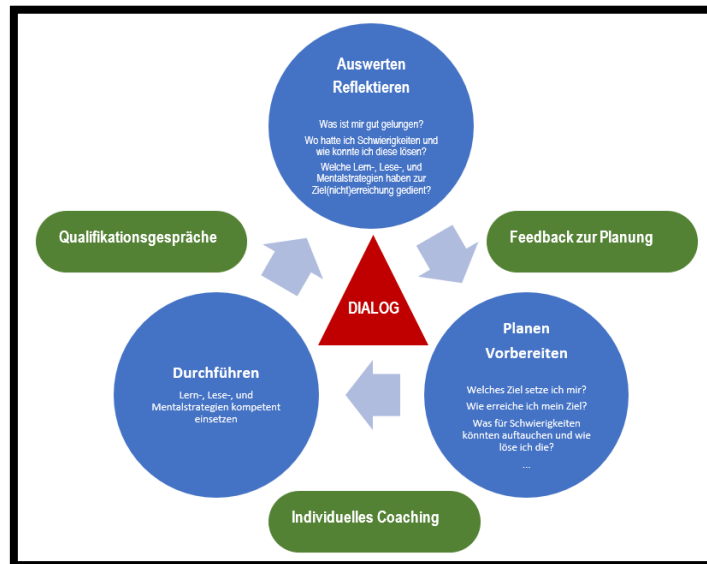 Auswerten
Reflektieren
Was ist mir gut gelungen?
Wo hatte ich Schwierigkeiten und
wie konnte ich diese lösen?
Welche Lern-, Lese-, und
Mentalstrategien haben zur
Ziel(nicht)erreichung gedient?
Qualifikationsgespräche
Feedback zur Planung
DIALOG
Planen
Vorbereiten
Welches Ziel setze ich mir?
Wie erreiche ich mein Ziel?
Was für Schwierigkeiten
könnten auftauchen und wie
löse ich die?
...
Durchführen
Lern-, Lese-, und
Mentalstrategien kompetent
einsetzen
Individuelles Coaching